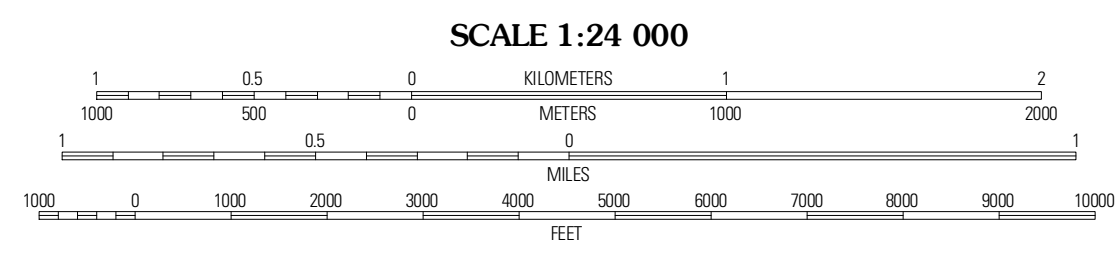 SCALE 1:24 000
1 0.5 0 KILOMETERS 1 2
1000 500 0 METERS 1000 2000
1 0.5 0 1
MILES
1000 0 1000 2000 3000 4000 5000 6000 7000 8000 9000 10000
FEET